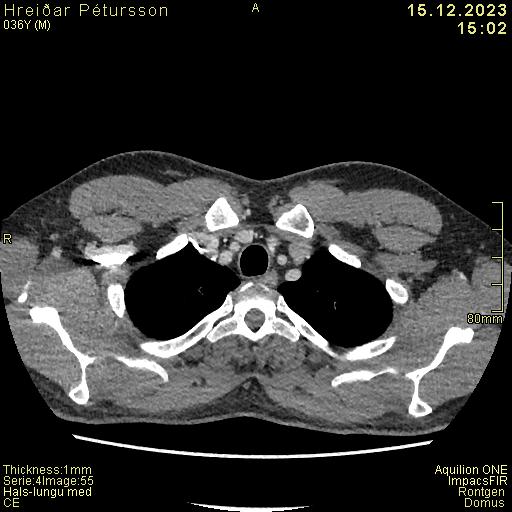 Hreiðar Pétursson
036Y (M)
A
15.12.2023
15:02
R
80mm
Thickness:1mm
Serie:4Image:55
Hals-lungu med
CE
Aquilion ONE
ImpacsFIR
Rontgen
Domus